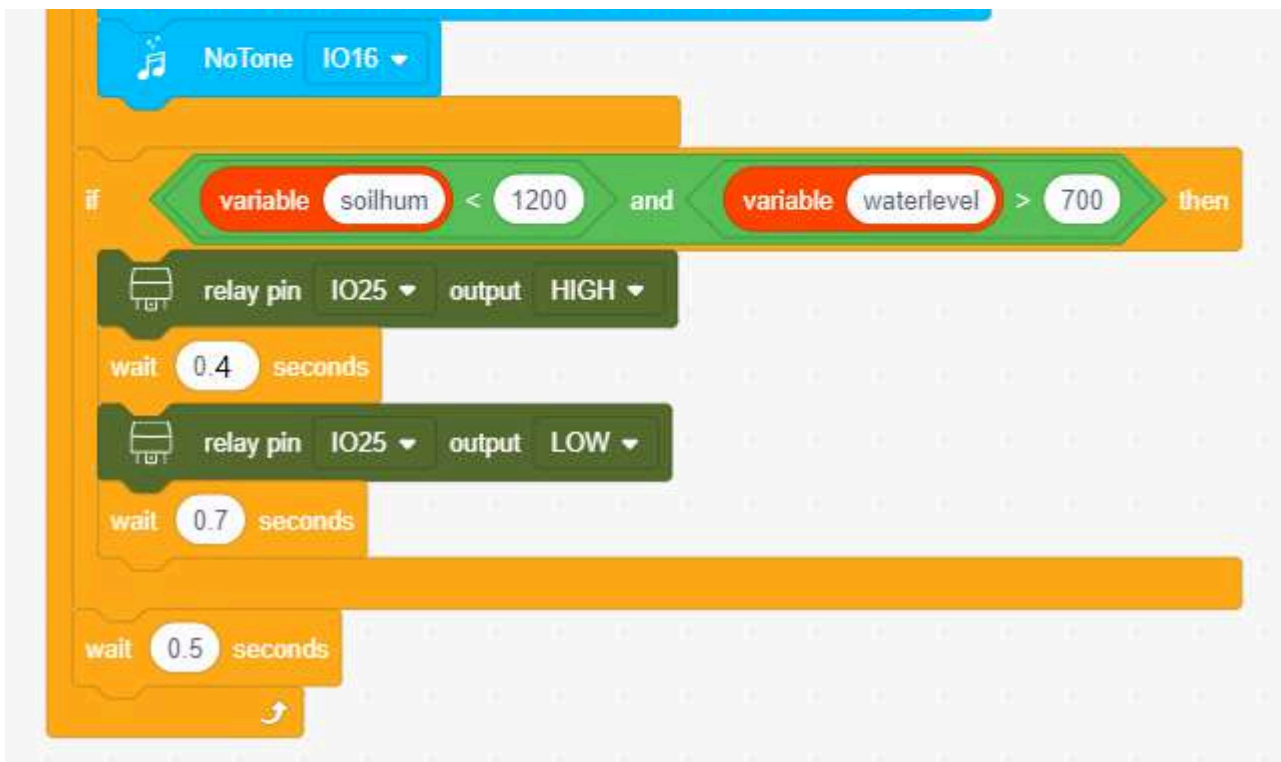 NoTone IO16
if variable soilhum < 1200 and variable waterlevel > 700 then
relay pin IO25 output HIGH
wait 0.4 seconds
relay pin IO25 output LOW
wait 0.7 seconds
wait 0.5 seconds